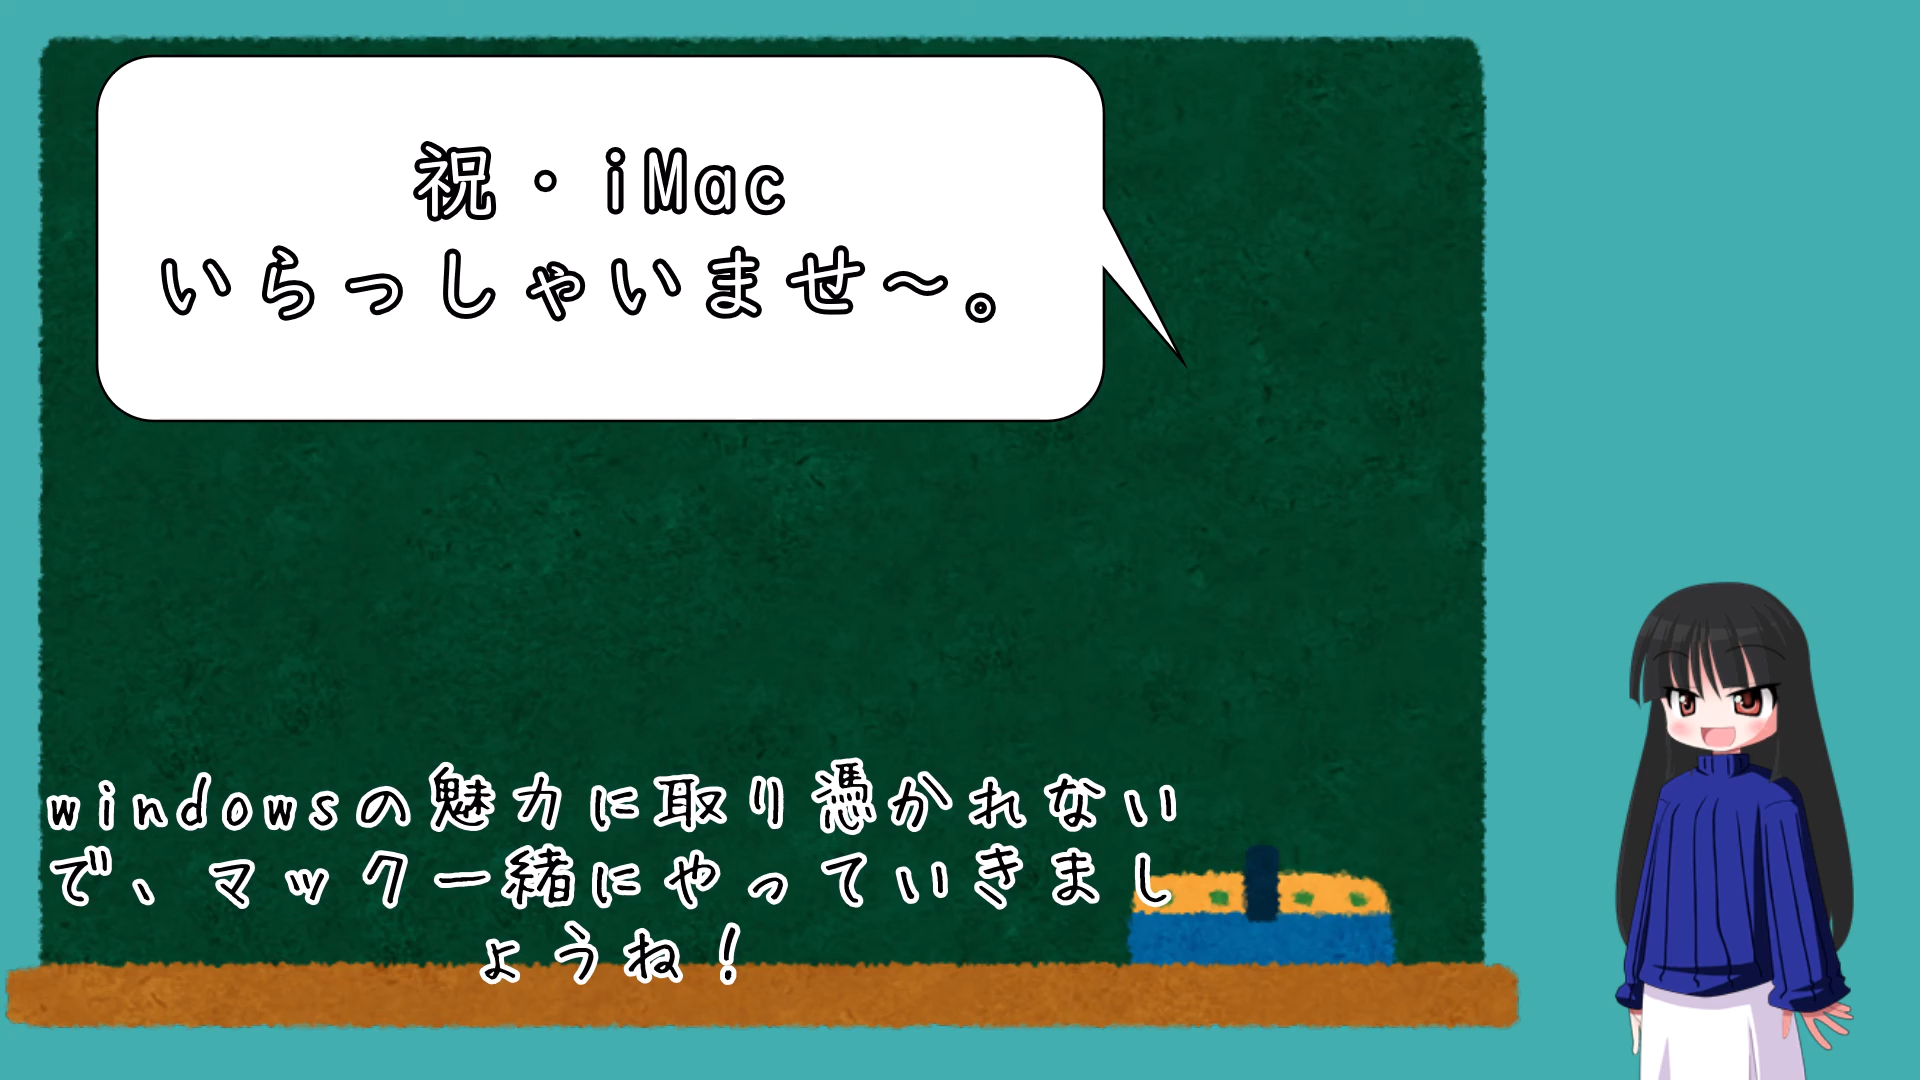 祝・iMac
いらっしゃいませ～。
windowsの魅力に取り憑かれない
で、マック一緒にやっていきまし
ょうね！